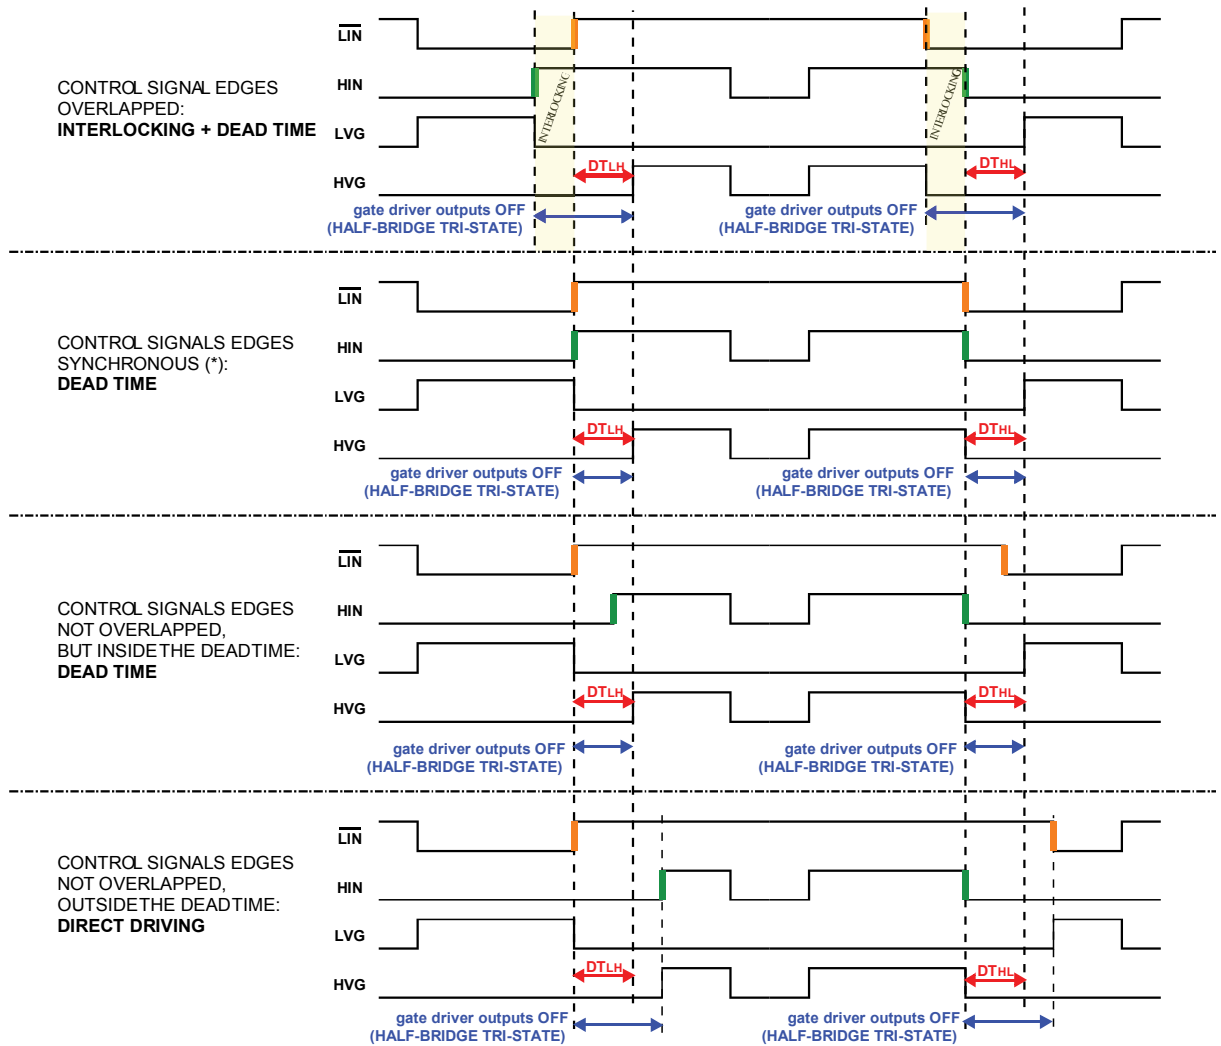 LIN
CONTROL SIGNAL EDGES
OVERLAPPED:
INTERLOCKING + DEAD TIME
HIN
INTERLOCKING
INTERLOCKING
LVG
HVG
DTLH
DTHL
gate driver outputs OFF
(HALF-BRIDGE TRI-STATE)
gate driver outputs OFF
(HALF-BRIDGE TRI-STATE)
LIN
CONTROL SIGNALS EDGES
SYNCHRONOUS (*):
DEAD TIME
HIN
LVG
HVG
DTLH
DTHL
gate driver outputs OFF
(HALF-BRIDGE TRI-STATE)
gate driver outputs OFF
(HALF-BRIDGE TRI-STATE)
LIN
CONTROL SIGNALS EDGES
NOT OVERLAPPED,
BUT INSIDE THE DEAD TIME:
DEAD TIME
HIN
LVG
HVG
DTLH
DTHL
gate driver outputs OFF
(HALF-BRIDGE TRI-STATE)
gate driver outputs OFF
(HALF-BRIDGE TRI-STATE)
LIN
CONTROL SIGNALS EDGES
NOT OVERLAPPED,
OUTSIDE THE DEAD TIME:
DIRECT DRIVING
HIN
LVG
HVG
DTLH
DTHL
gate driver outputs OFF
(HALF-BRIDGE TRI-STATE)
gate driver outputs OFF
(HALF-BRIDGE TRI-STATE)